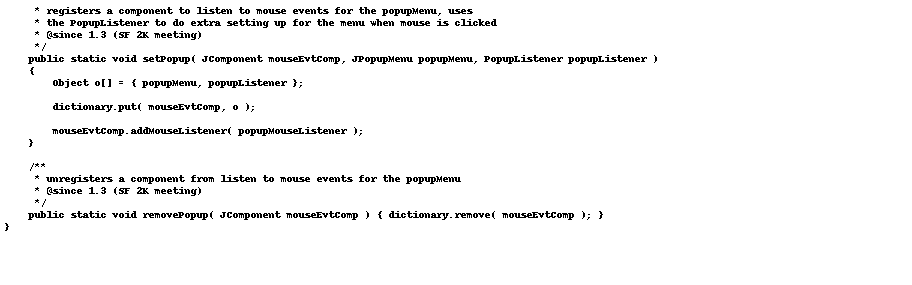 * registers a component to listen to mouse events for the popupMenu, uses
* the PopupListener to do extra setting up for the menu when mouse is clicked
* @since 1.3 (SF 2K meeting)
*/
public static void setPopup( JComponent mouseEvtComp, JPopupMenu popupMenu, PopupListener popupListener )
{
Object o[] = { popupMenu, popupListener };
dictionary.put( mouseEvtComp, o );
mouseEvtComp.addMouseListener( popupMouseListener );
}
/**
* unregisters a component from listen to mouse events for the popupMenu
* @since 1.3 (SF 2K meeting)
*/
public static void removePopup( JComponent mouseEvtComp ) { dictionary.remove( mouseEvtComp ); }
}